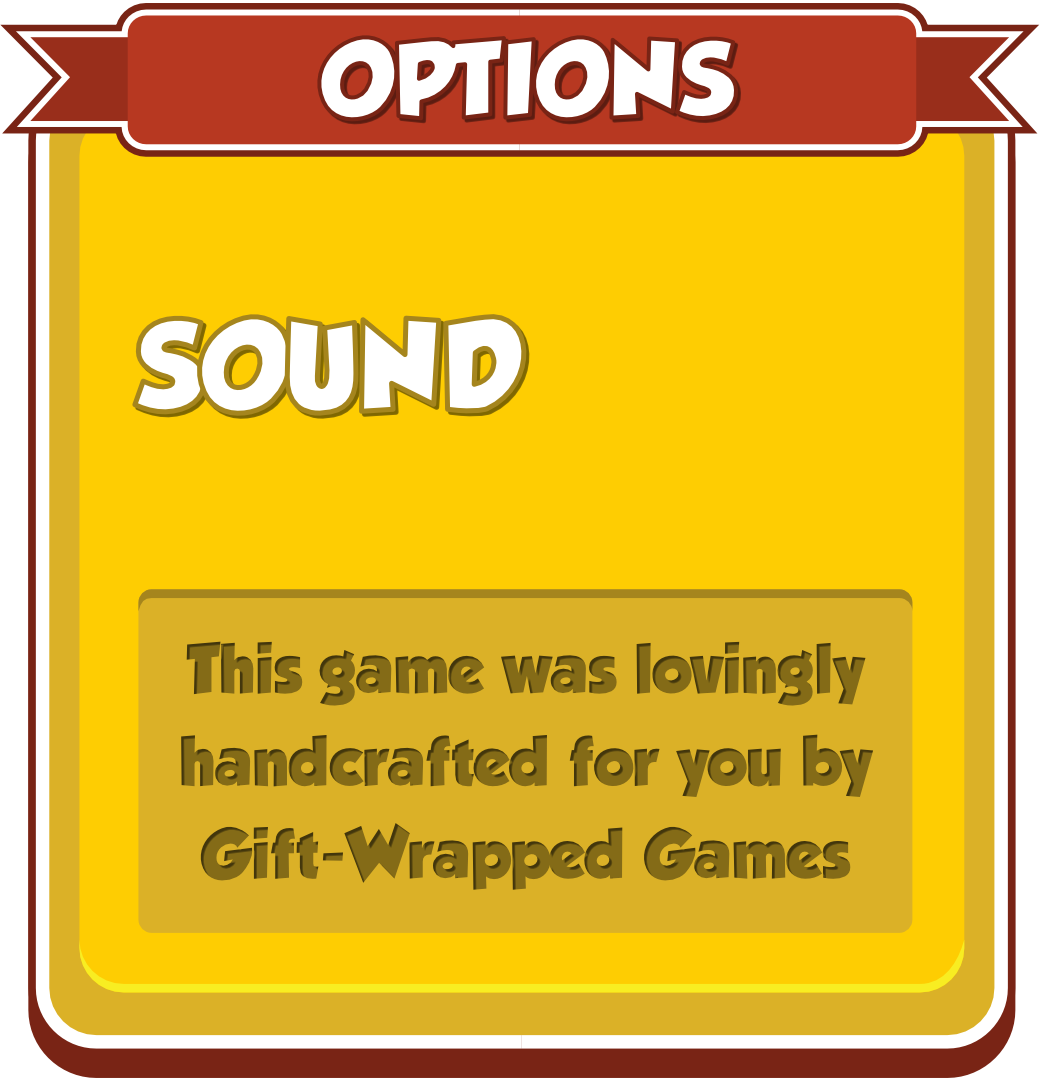 OPTIONS
SOUND
This game was lovingly
handcrafted for you by
Gift-Wrapped Games